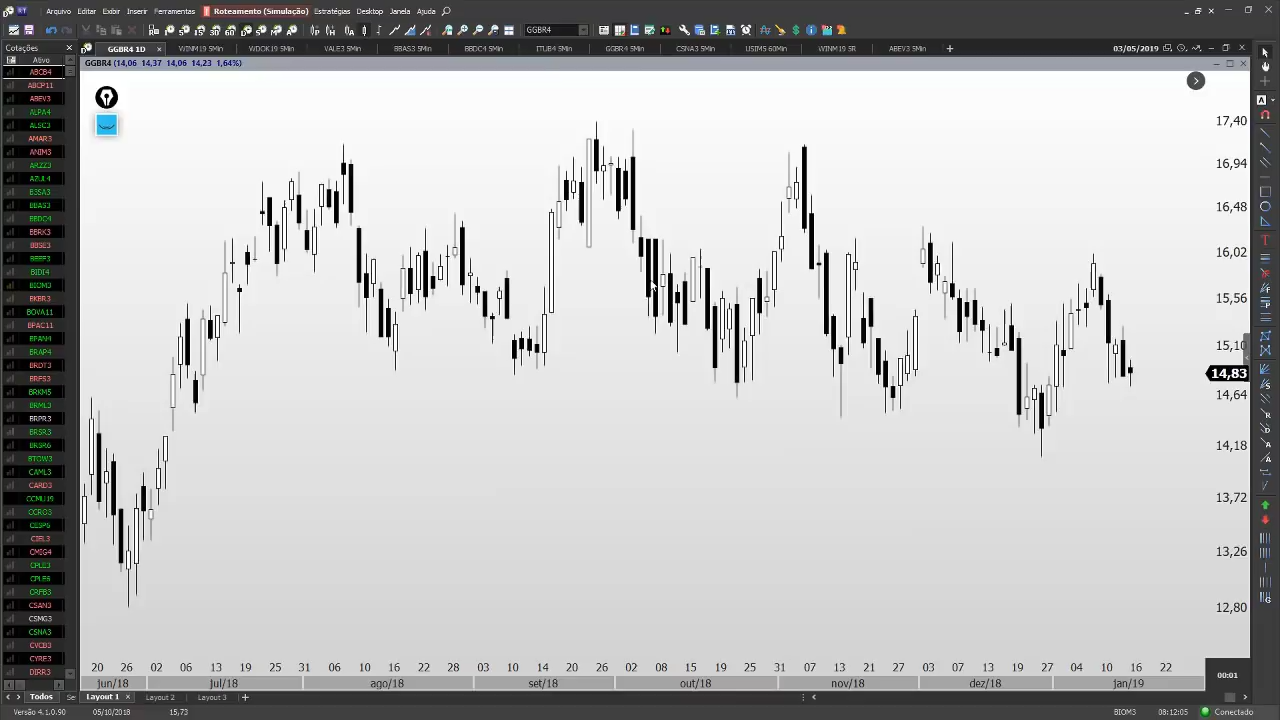 Arquivo Editar Exibir Inserir Ferramentas Roteamento (Simulação) Estratégias Desktop Janela Ajuda
GGBR4
Cotações GGBR4 1D WINM19 5Min WDOK19 5Min VALE3 5Min BBAS3 5Min BBDC4 5Min ITUB4 5Min GGBR4 5Min CSNA3 5Min USIM5 60Min WINM19 5R ABEV3 5Min 03/05/2019
Ativo
GGBR4 (14,06 14,37 14,06 14,23 1,64%)
ABCB4
ABCP11
ABEV3
ALPA4
ALSC3
AMAR3
ANIM3
ARZZ3
AZUL4
B3SA3
BBAS3
BBDC4
BBRK3
BBSE3
BEEF3
BIDI4
BIOM3
BKBR3
BOVA11
BPAC11
BPAN4
BRAP4
BRDT3
BRFS3
BRKM5
BRML3
BRPR3
BRSR3
BRSR6
BTOW3
CAML3
CARD3
CCMU19
CCRO3
CESP6
CIEL3
CMIG4
CPLE3
CPLE6
CRFB3
CSAN3
CSMG3
CSNA3
CVCB3
CYRE3
DIRR3
17,40
16,94
16,48
16,02
15,56
15,10
14,83
14,64
14,18
13,72
13,26
12,80
20 26 02 06 13 19 25 31 06 16 22 28 03 10 14 20 26 02 08 15 19 25 31 07 13 21 27 03 07 13 19 27 04 10 16 22
jun/18 jul/18 ago/18 set/18 out/18 nov/18 dez/18 jan/19
00:01
Todos Se Layout 1 Layout 2 Layout 3
Versão 4.1.0.90 05/10/2018 15,73 BIOM3 08:12:05 Conectado